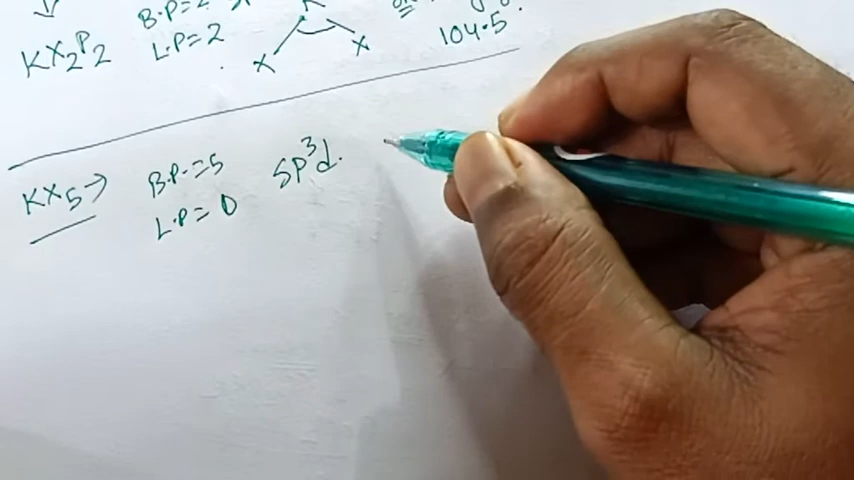 B.P=2
KX₂P₂ L.P=2
X X
104.5°
KX₅→ B.P.=5 SP³d.
L.P= 0